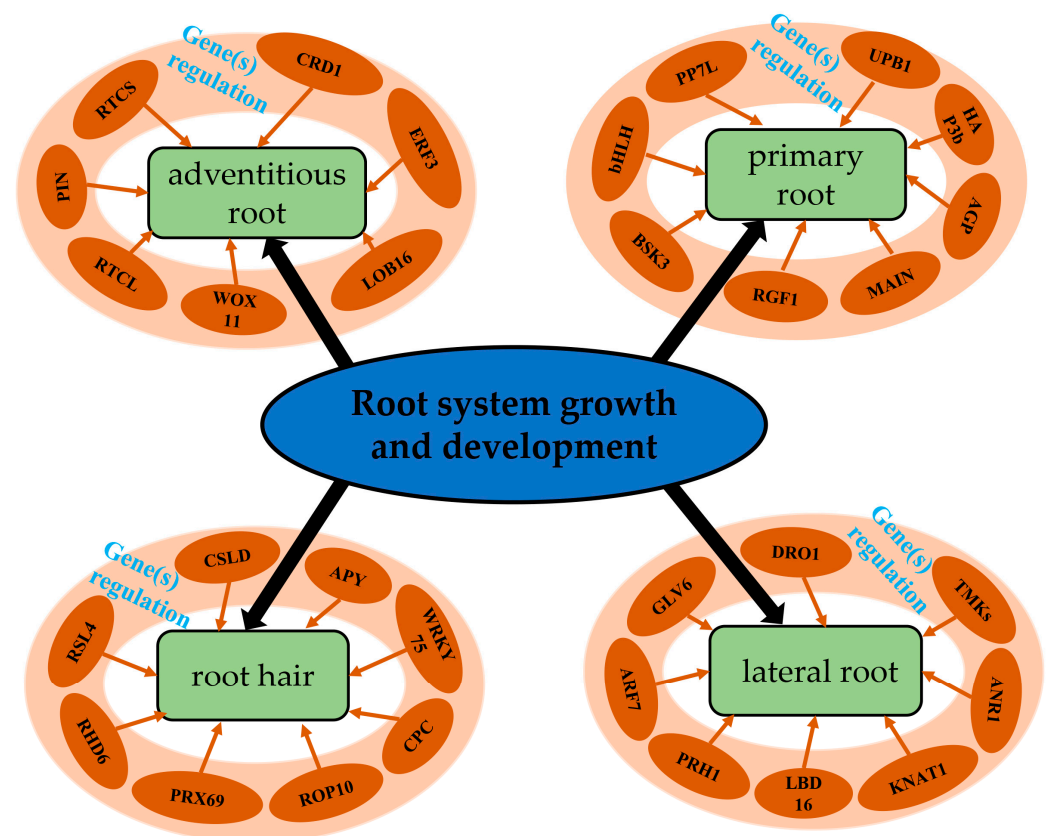 Gene(s)
regulation
CRD1
RTCS
ERF3
PIN
adventitious
root
RTCL
WOX
11
LOB16
Gene(s)
regulation
PP7L
UPB1
HA
P3b
bHLH
primary
root
AGP
BSK3
RGF1
MAIN
Root system growth
and development
Gene(s)
regulation
CSLD
APY
WRKY
75
RSL4
root hair
RHD6
CPC
PRX69
ROP10
Gene(s)
regulation
DRO1
GLV6
TMKs
ARF7
lateral root
ANR1
PRH1
LBD
16
KNAT1